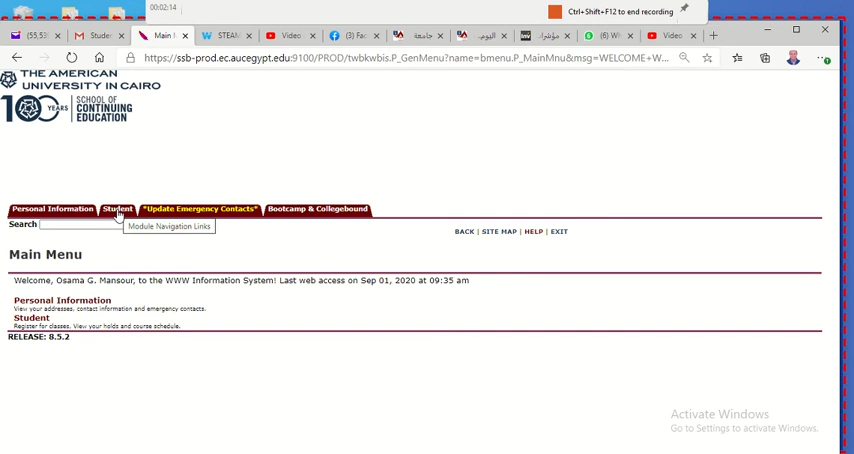 00:02:14
Ctrl+Shift+F12 to end recording
(55,53
Studen
Main M
STEAM
Video
(3) Fac
جامعة
اليوم.
مؤشرا.
(6) Wh
Video
https://ssb-prod.ec.aucegypt.edu:9100/PROD/twbkwbis.P_GenMenu?name=bmenu.P_MainMnu&msg=WELCOME+W...
THE AMERICAN
UNIVERSITY IN CAIRO
100 YEARS
SCHOOL OF
CONTINUING
EDUCATION
Personal Information
Student
*Update Emergency Contacts*
Bootcamp & Collegebound
Search
Module Navigation Links
BACK | SITE MAP | HELP | EXIT
Main Menu
Welcome, Osama G. Mansour, to the WWW Information System! Last web access on Sep 01, 2020 at 09:35 am
Personal Information
View your addresses, contact information and emergency contacts.
Student
Register for classes, View your holds and course schedule.
RELEASE: 8.5.2
Activate Windows
Go to Settings to activate Windows.